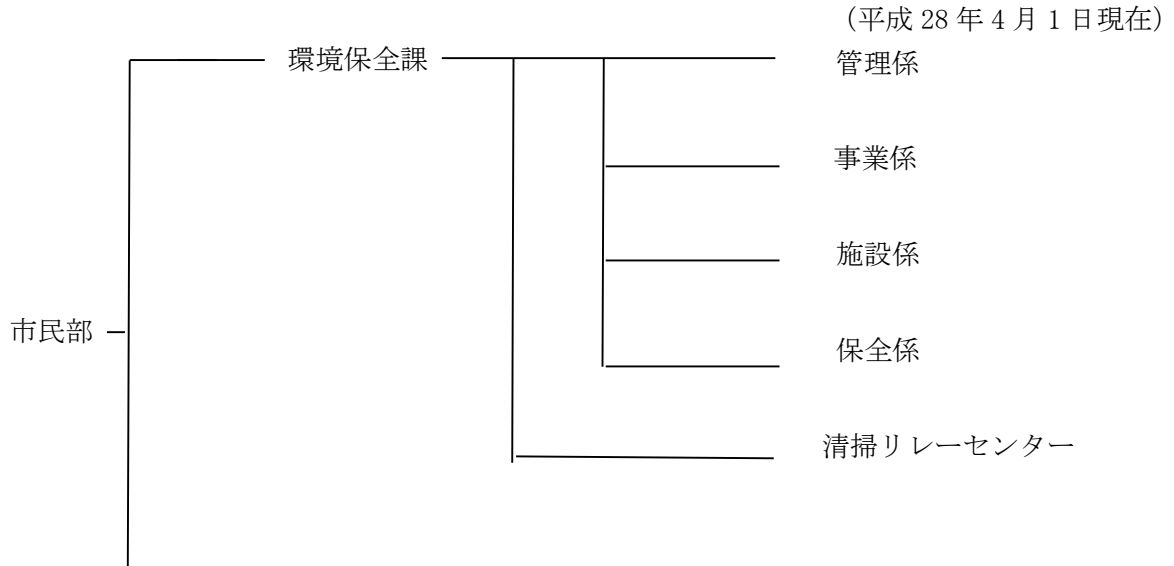 （平成 28 年 4 月 1 日現在）
環境保全課
管理係
事業係
施設係
市民部
保全係
清掃リレーセンター